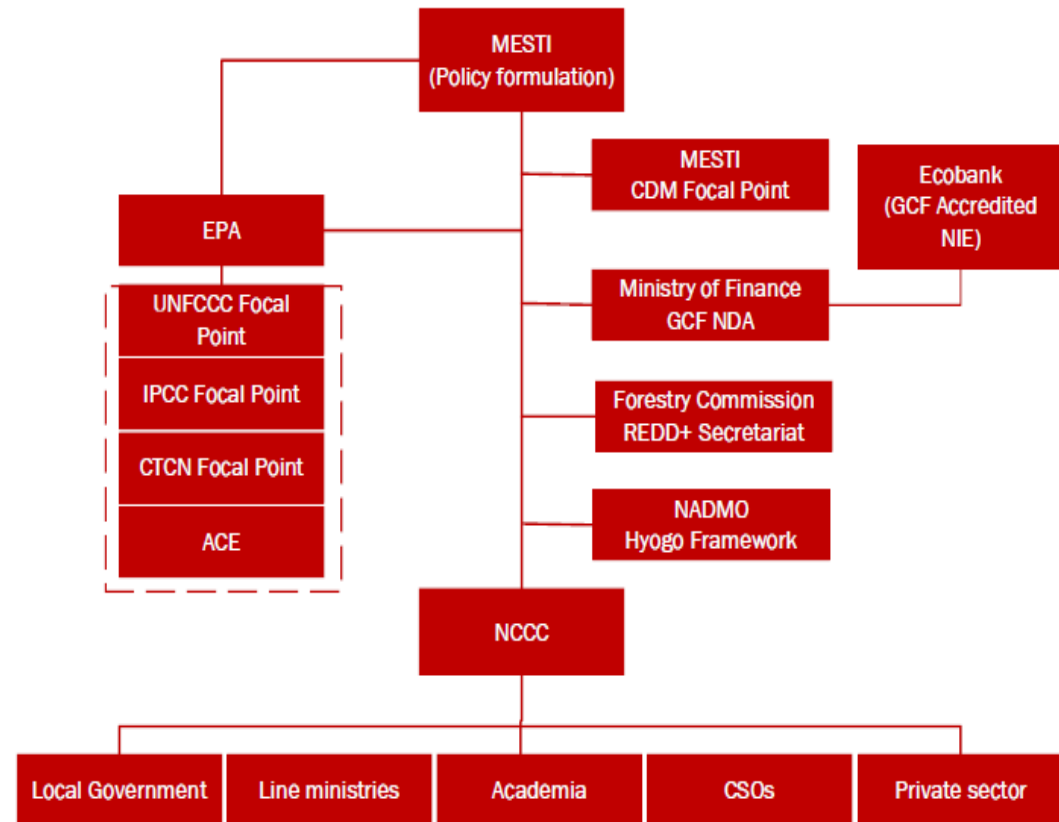 MESTI
(Policy formulation)
MESTI
CDM Focal Point
Ecobank
(GCF Accredited
NIE)
EPA
Ministry of Finance
GCF NDA
UNFCCC Focal
Point
IPCC Focal Point
CTCN Focal Point
ACE
Forestry Commission
REDD+ Secretariat
NADMO
Hyogo Framework
NCCC
Local Government
Line ministries
Academia
CSOs
Private sector